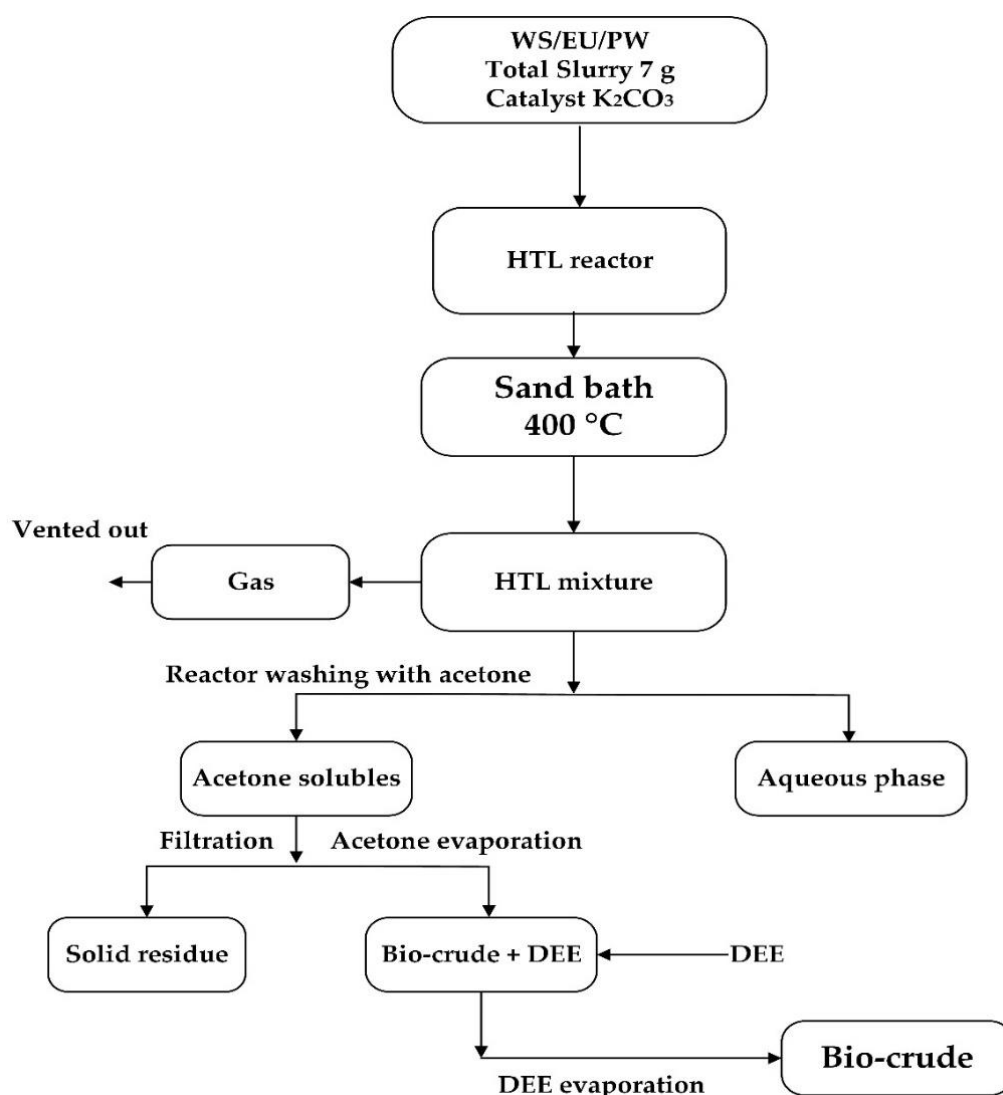 WS/EU/PW
Total Slurry 7 g
Catalyst K₂CO₃
HTL reactor
Sand bath
400 °C
Vented out
Gas
HTL mixture
Reactor washing with acetone
Acetone solubles
Aqueous phase
Filtration
Acetone evaporation
Solid residue
Bio-crude + DEE
DEE
Bio-crude
DEE evaporation